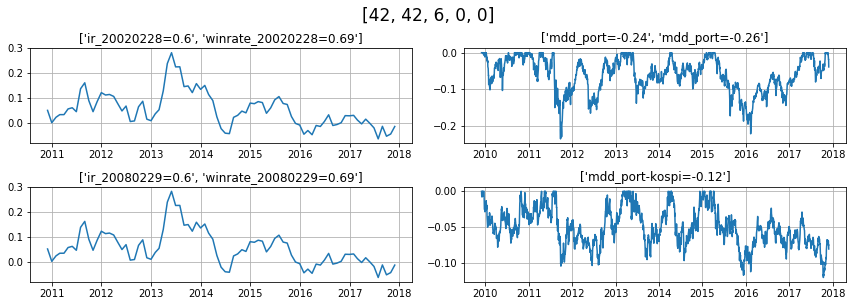 [42, 42, 6, 0, 0]
['ir_20020228=0.6', 'winrate_20020228=0.69']
0.3
0.2
0.1
0.0
2011 2012 2013 2014 2015 2016 2017 2018
['mdd_port=-0.24', 'mdd_port=-0.26']
0.0
−0.1
−0.2
2010 2011 2012 2013 2014 2015 2016 2017 2018
['ir_20080229=0.6', 'winrate_20080229=0.69']
0.3
0.2
0.1
0.0
2011 2012 2013 2014 2015 2016 2017 2018
['mdd_port-kospi=-0.12']
0.00
−0.05
−0.10
2010 2011 2012 2013 2014 2015 2016 2017 2018